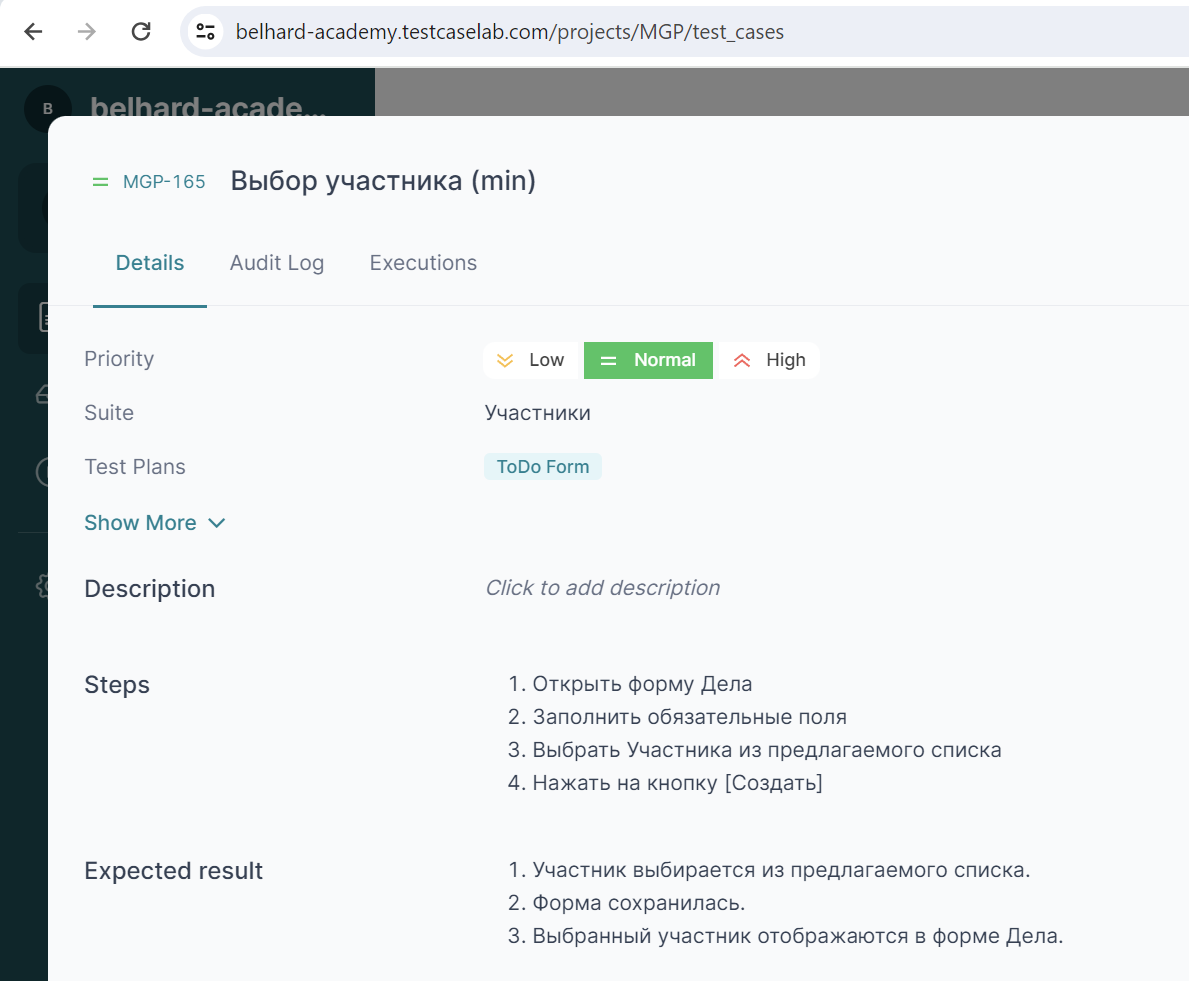 belhard-academy.testcaselab.com/projects/MGP/test_cases
B belhard-acade...
MGP-165 Выбор участника (min)
Details Audit Log Executions
Priority Low Normal High
Suite Участники
Test Plans ToDo Form
Show More
Description Click to add description
Steps 1. Открыть форму Дела
2. Заполнить обязательные поля
3. Выбрать Участника из предлагаемого списка
4. Нажать на кнопку [Создать]
Expected result 1. Участник выбирается из предлагаемого списка.
2. Форма сохранилась.
3. Выбранный участник отображаются в форме Дела.